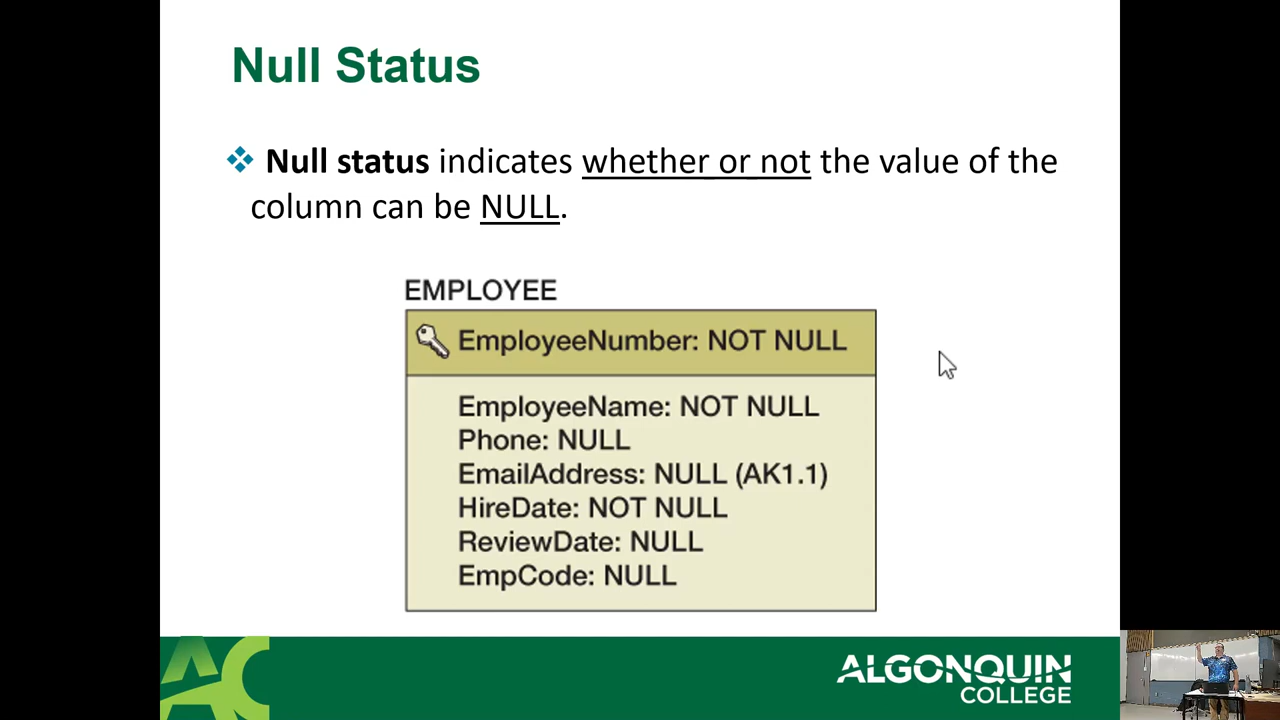 Null Status
Null status indicates whether or not the value of the
column can be NULL.
EMPLOYEE
EmployeeNumber: NOT NULL
EmployeeName: NOT NULL
Phone: NULL
EmailAddress: NULL (AK1.1)
HireDate: NOT NULL
ReviewDate: NULL
EmpCode: NULL
AC
ALGONQUIN
COLLEGE